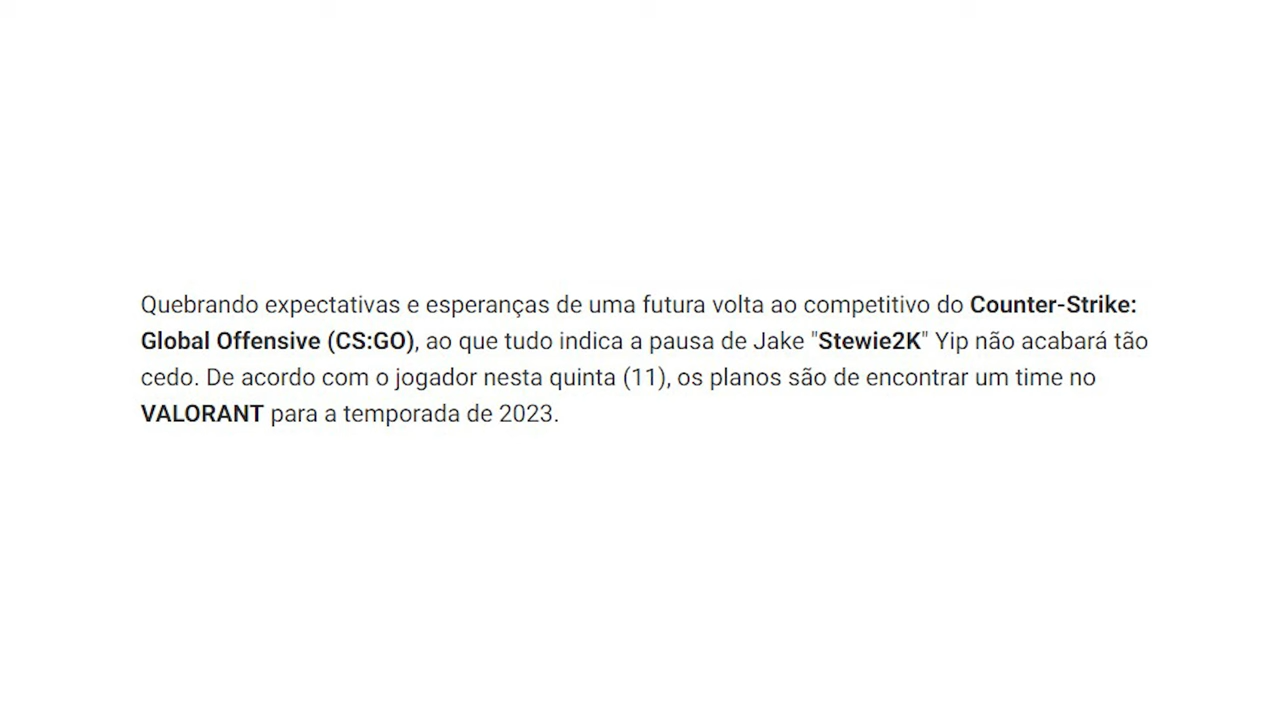 Quebrando expectativas e esperanças de uma futura volta ao competitivo do Counter-Strike:
Global Offensive (CS:GO), ao que tudo indica a pausa de Jake "Stewie2K" Yip não acabará tão
cedo. De acordo com o jogador nesta quinta (11), os planos são de encontrar um time no
VALORANT para a temporada de 2023.